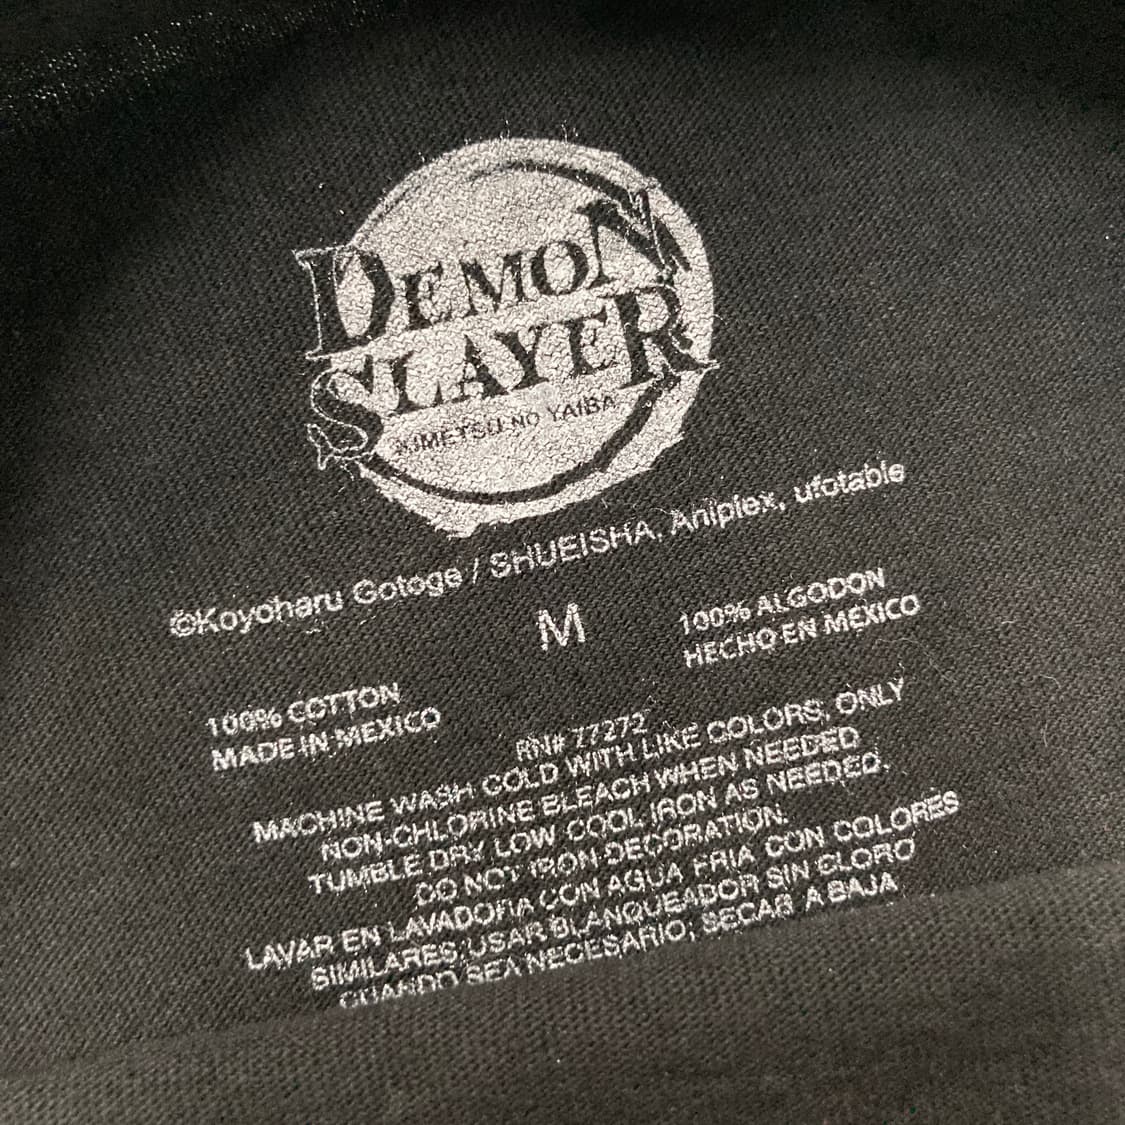 DEMON
SLAYER
KIMETSU NO YAIBA
©Koyoharu Gotoge / SHUEISHA, Aniplex, ufotable
M
100% COTTON
MADE IN MEXICO
100% ALGODON
HECHO EN MEXICO
RN# 77272
MACHINE WASH COLD WITH LIKE COLORS, ONLY
NON-CHLORINE BLEACH WHEN NEEDED
TUMBLE DRY LOW COOL IRON AS NEEDED.
DO NOT IRON DECORATION.
LAVAR EN LAVADORA CON AGUA FRIA CON COLORES
SIMILARES; USAR BLANQUEADOR SIN CLORO
CUANDO SEA NECESARIO; SECAR A BAJA